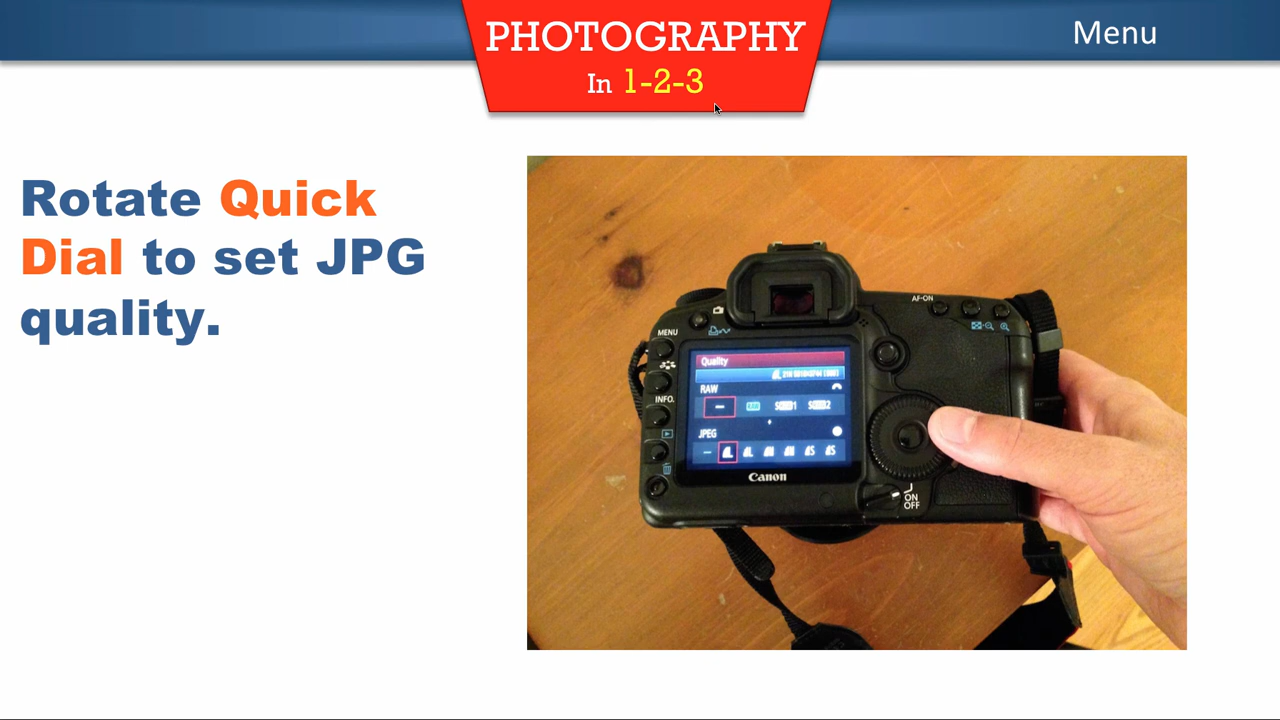 PHOTOGRAPHY
In 1-2-3
Menu
Rotate Quick
Dial to set JPG
quality.
AF-ON
MENU
INFO.
Quality
RAW
JPEG
Canon
ON
OFF